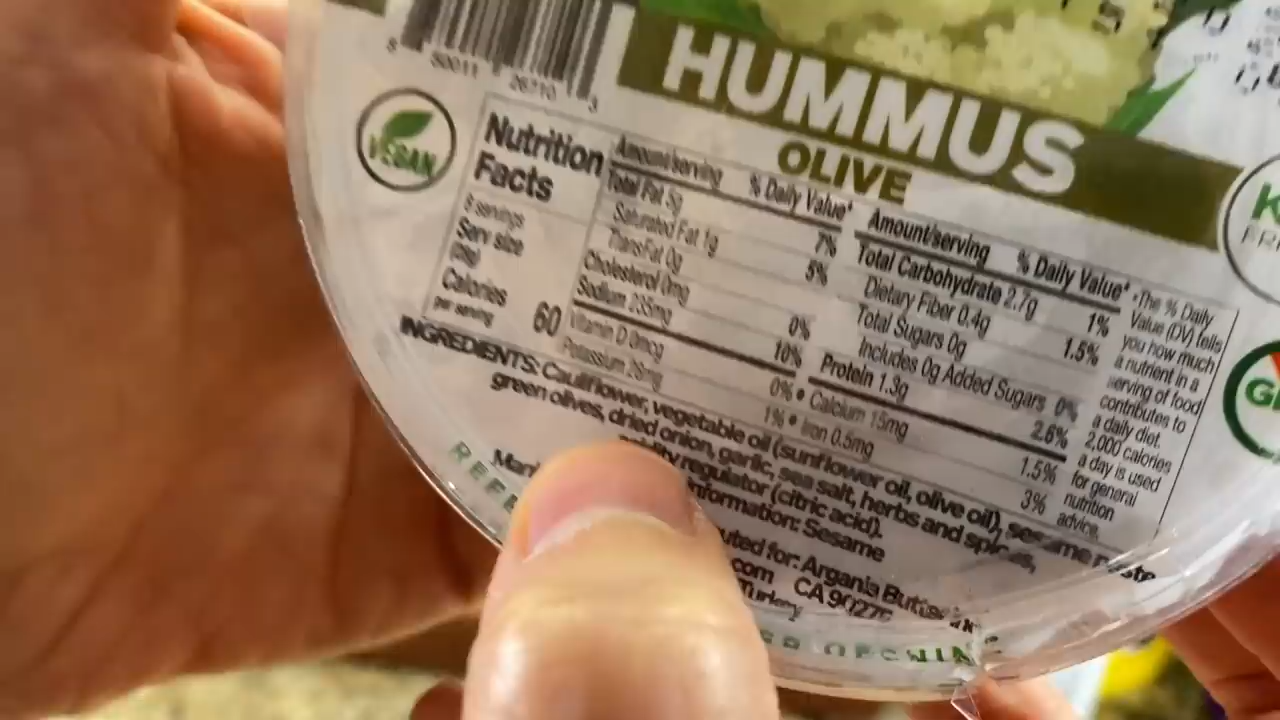 HUMMUS
OLIVE
VEGAN
Nutrition
Facts
8 servings
Serv size
Calories
per serving
60
Amount/serving % Daily Value*
Total Fat 5g 7%
Saturated Fat 1g 5%
TransFat 0g
Cholesterol 0mg 0%
Sodium 255mg 10%
Vitamin D 0mcg 0% • Calcium 15mg 1.5%
Potassium 26mg 1% • Iron 0.5mg 3%
Amount/serving % Daily Value*
Total Carbohydrate 2.7g 1%
Dietary Fiber 0.4g 1.5%
Total Sugars 0g
Includes 0g Added Sugars 0%
Protein 1.3g 2.6%
*The % Daily
Value (DV) tells
you how much
a nutrient in a
serving of food
contributes to
a daily diet.
2,000 calories
a day is used
for general
nutrition
advice.
INGREDIENTS: Cauliflower, vegetable oil (sunflower oil, olive oil), sesame paste
green olives, dried onion, garlic, sea salt, herbs and spices,
regulator (citric acid).
information: Sesame
for: Argania Butter
com CA 90275
Turkey